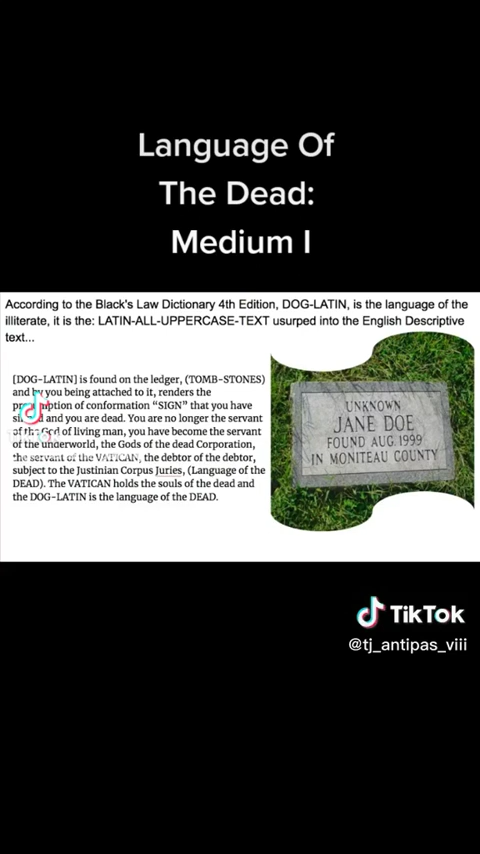 Language Of
The Dead:
Medium I
According to the Black's Law Dictionary 4th Edition, DOG-LATIN, is the language of the
illiterate, it is the: LATIN-ALL-UPPERCASE-TEXT usurped into the English Descriptive
text...
[DOG-LATIN] is found on the ledger, (TOMB-STONES)
and by you being attached to it, renders the
of conformation “SIGN” that you have
and you are dead. You are no longer the servant
of the God of living man, you have become the servant
of the underworld, the Gods of the dead Corporation,
the servant of the VATICAN, the debtor of the debtor,
subject to the Justinian Corpus Juries, (Language of the
DEAD). The VATICAN holds the souls of the dead and
the DOG-LATIN is the language of the DEAD.
UNKNOWN
JANE DOE
FOUND AUG. 1999
IN MONITEAU COUNTY
TikTok
@tj_antipas_viii